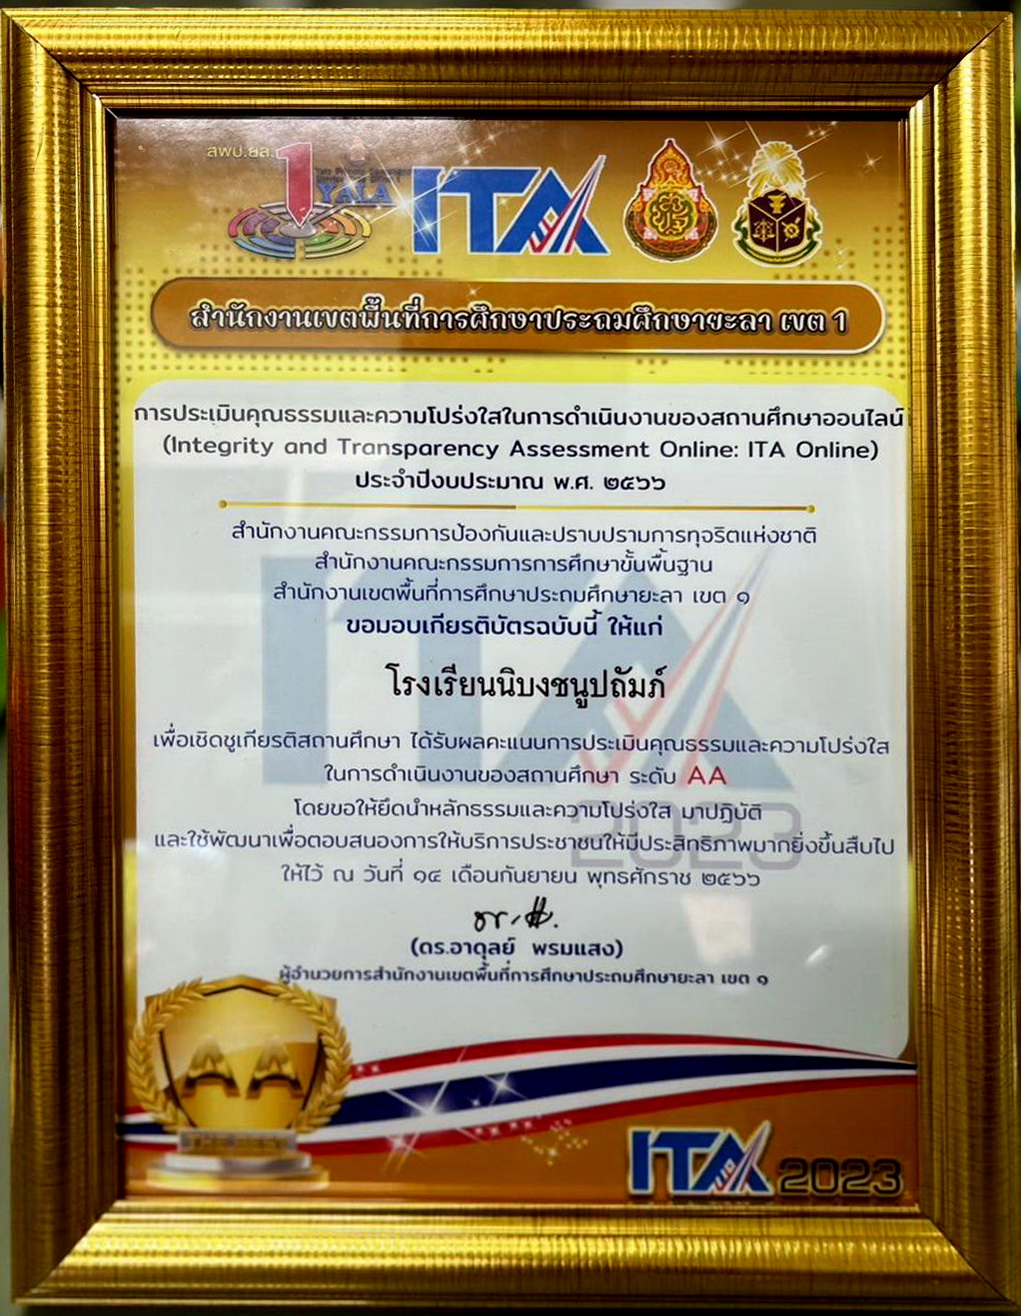 สพป.ยล.1
YALA
ITA
สำนักงานเขตพื้นที่การศึกษาประถมศึกษายะลา เขต 1
การประเมินคุณธรรมและความโปร่งใสในการดำเนินงานของสถานศึกษาออนไลน์
(Integrity and Transparency Assessment Online: ITA Online)
ประจำปีงบประมาณ พ.ศ. ๒๕๖๖
สำนักงานคณะกรรมการป้องกันและปราบปรามการทุจริตแห่งชาติ
สำนักงานคณะกรรมการการศึกษาขั้นพื้นฐาน
สำนักงานเขตพื้นที่การศึกษาประถมศึกษายะลา เขต ๑
ขอมอบเกียรติบัตรฉบับนี้ ให้แก่
โรงเรียนนิบงชนูปถัมภ์
เพื่อเชิดชูเกียรติสถานศึกษา ได้รับผลคะแนนการประเมินคุณธรรมและความโปร่งใส
ในการดำเนินงานของสถานศึกษา ระดับ AA
โดยขอให้ยึดนำหลักธรรมและความโปร่งใส มาปฏิบัติ
และใช้พัฒนาเพื่อตอบสนองการให้บริการประชาชนให้มีประสิทธิภาพมากยิ่งขึ้นสืบไป
ให้ไว้ ณ วันที่ ๑๔ เดือนกันยายน พุทธศักราช ๒๕๖๖
(ดร.อาดุลย์ พรมแสง)
ผู้อำนวยการสำนักงานเขตพื้นที่การศึกษาประถมศึกษายะลา เขต ๑
AA
THE BEST
ITA 2023